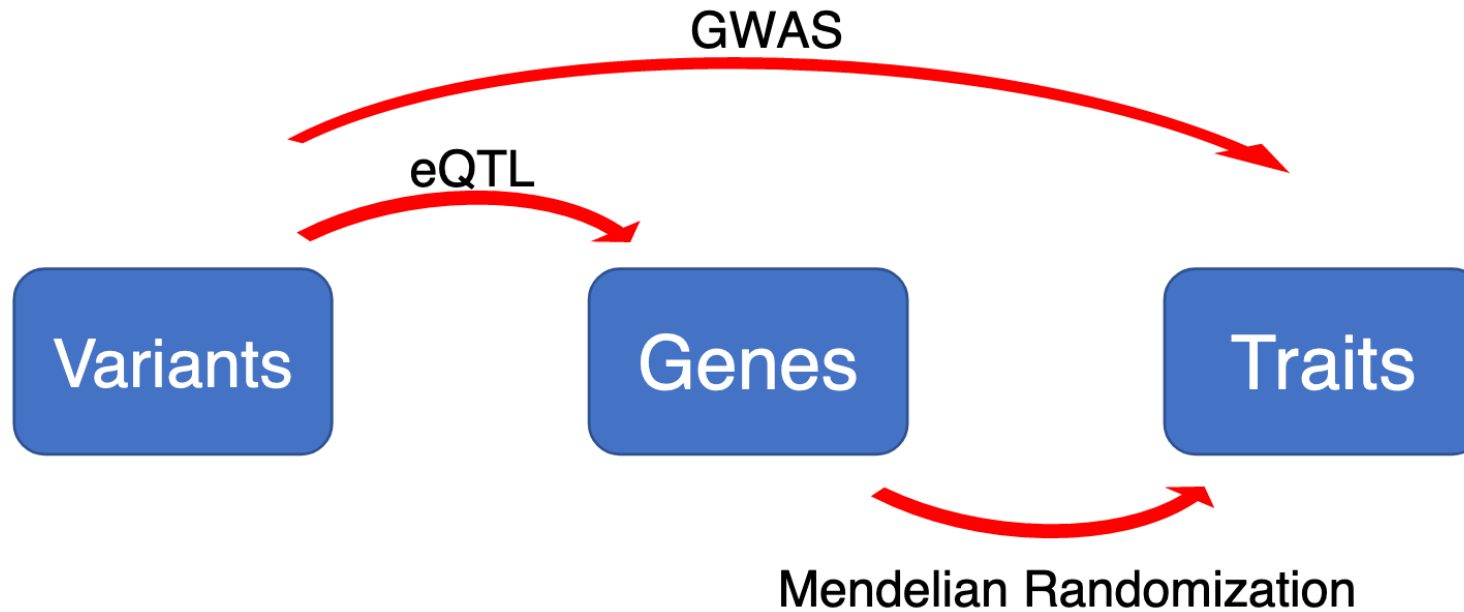 GWAS
eQTL
Variants
Genes
Traits
Mendelian Randomization